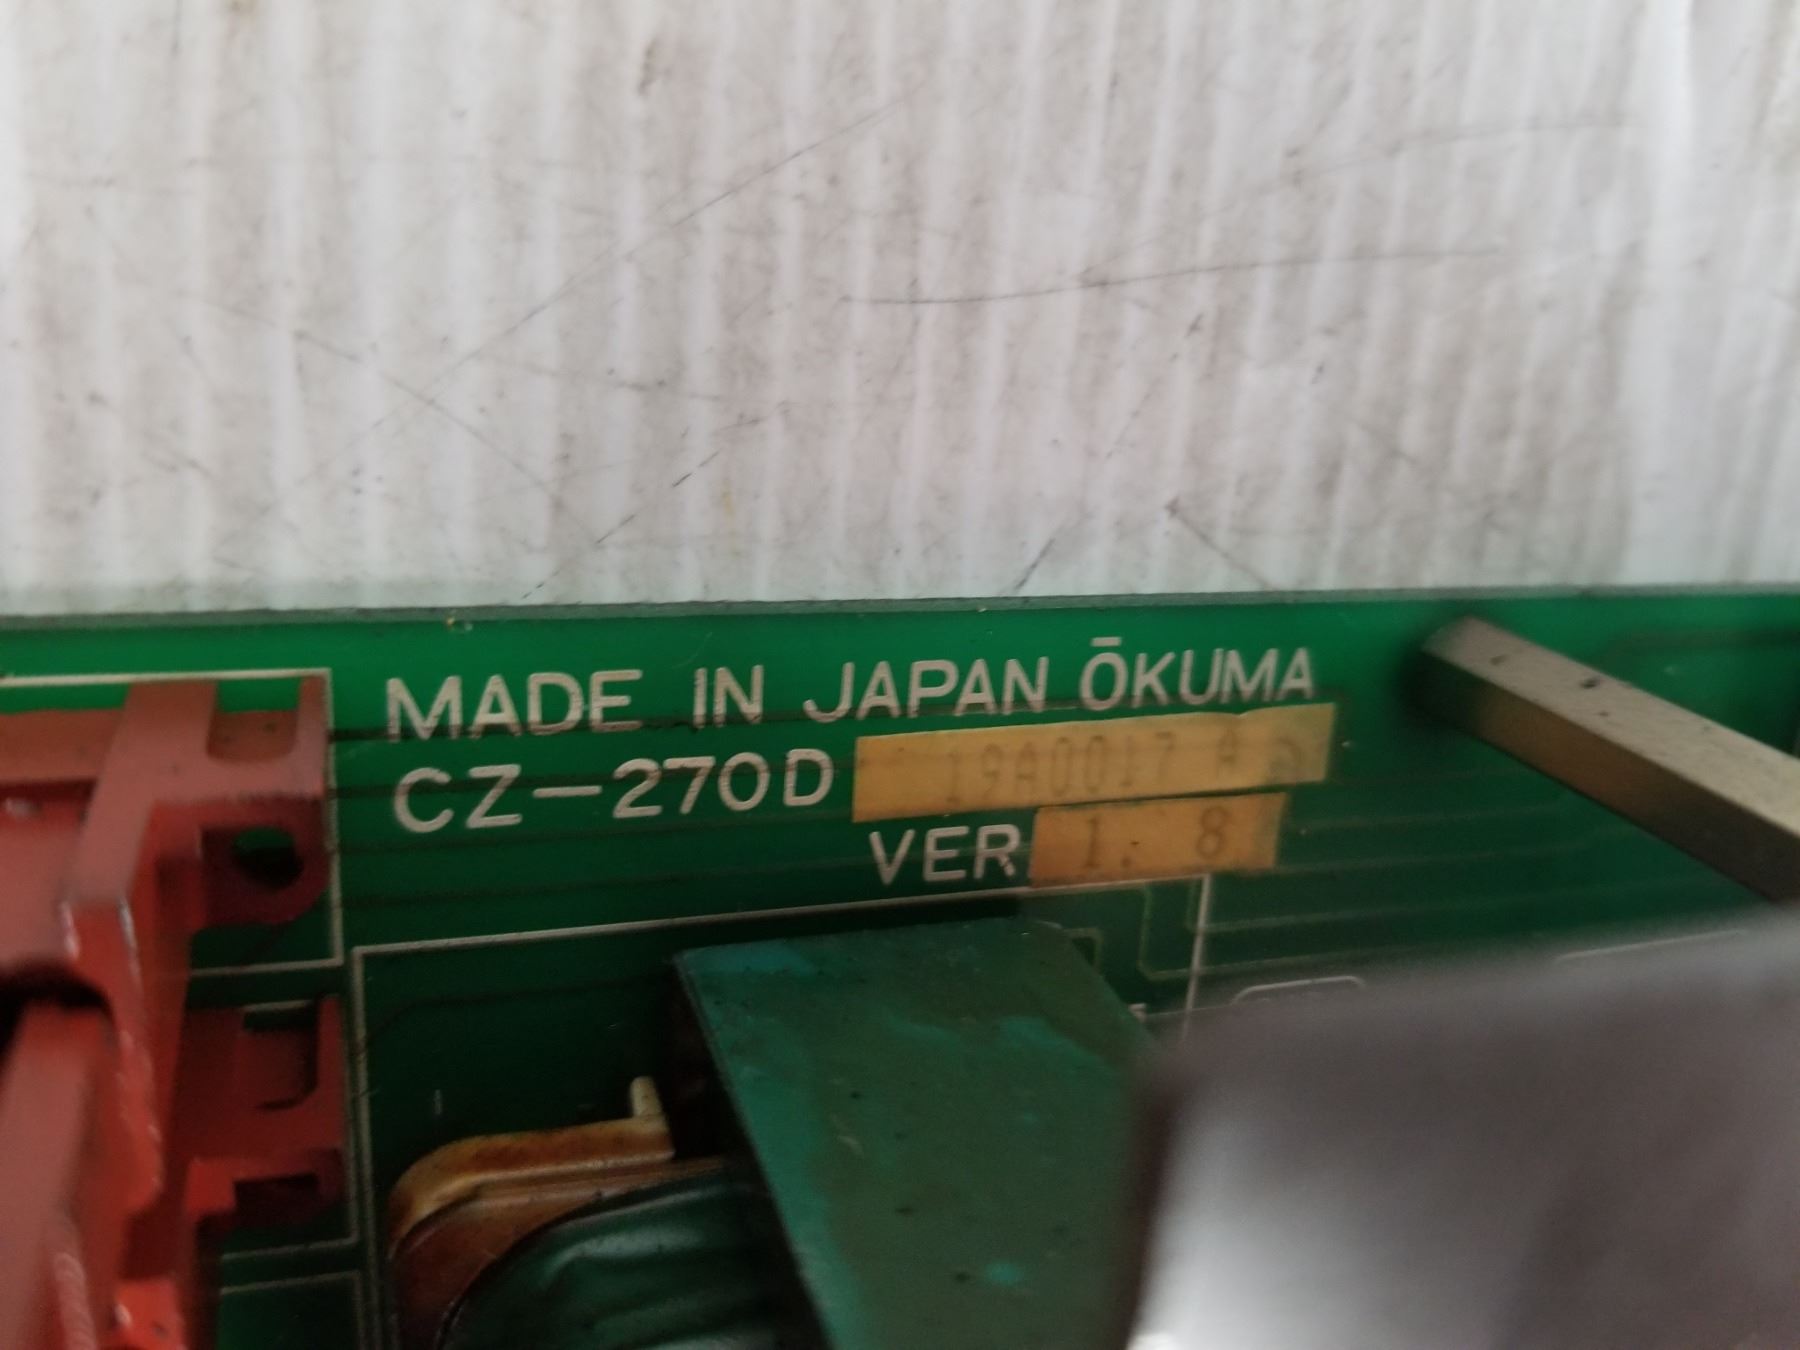 MADE IN JAPAN ŌKUMA
CZ-270D 19A0017 A
VER 1. 8